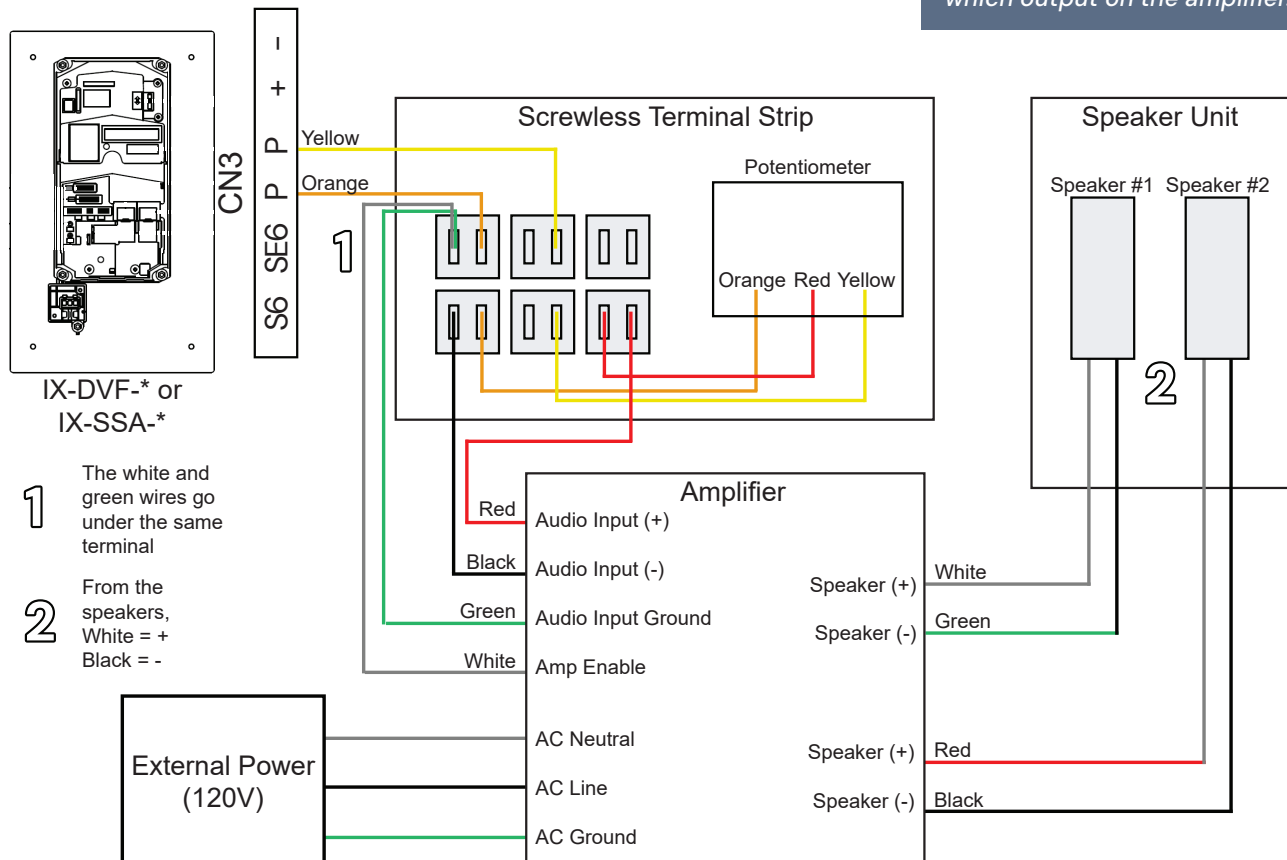 which output on the amplifier
−
+
P
P
SE6
S6
CN3
Yellow
Orange
IX-DVF-* or
IX-SSA-*
1
The white and
green wires go
under the same
terminal
2
From the
speakers,
White = +
Black = -
Screwless Terminal Strip
Potentiometer
Orange Red Yellow
1
Speaker Unit
Speaker #1 Speaker #2
2
Amplifier
Red Audio Input (+)
Black Audio Input (-)
Green Audio Input Ground
White Amp Enable
AC Neutral
AC Line
AC Ground
Speaker (+) White
Speaker (-) Green
Speaker (+) Red
Speaker (-) Black
External Power
(120V)